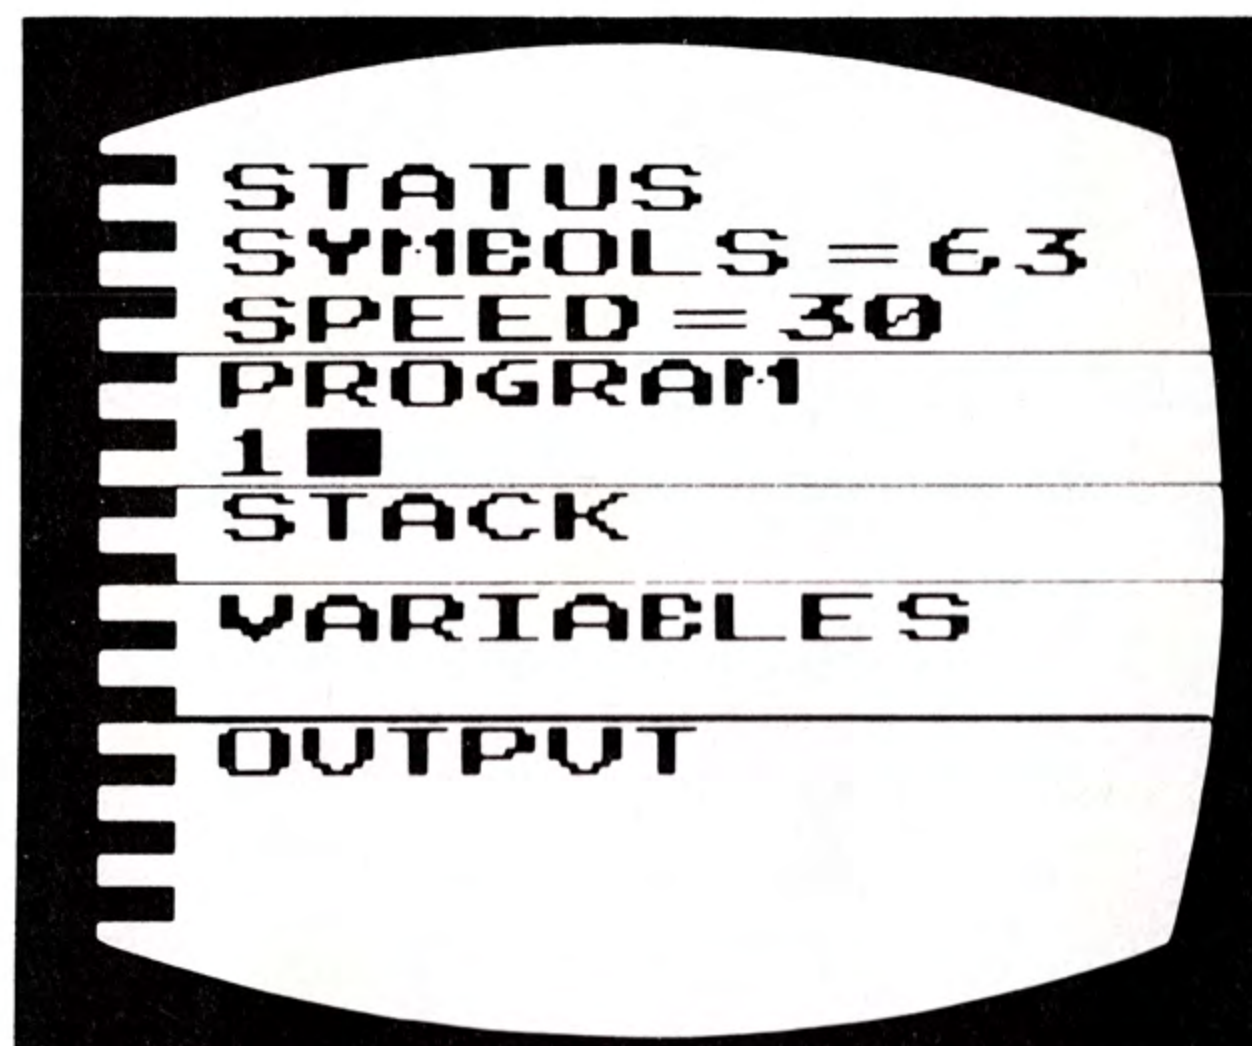 STATUS
SYMBOLS = 63
SPEED = 30
PROGRAM
1
STACK
VARIABLES
OUTPUT